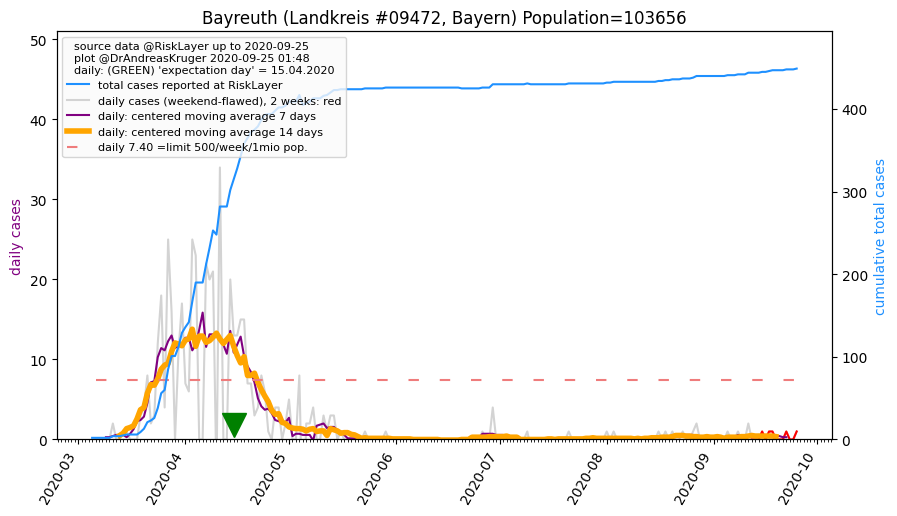 Bayreuth (Landkreis #09472, Bayern) Population=103656
source data @RiskLayer up to 2020-09-25
plot @DrAndreasKruger 2020-09-25 01:48
daily: (GREEN) 'expectation day' = 15.04.2020
total cases reported at RiskLayer
daily cases (weekend-flawed), 2 weeks: red
daily: centered moving average 7 days
daily: centered moving average 14 days
daily 7.40 =limit 500/week/1mio pop.
daily cases
50
40
30
20
10
0
cumulative total cases
400
300
200
100
0
2020-03
2020-04
2020-05
2020-06
2020-07
2020-08
2020-09
2020-10